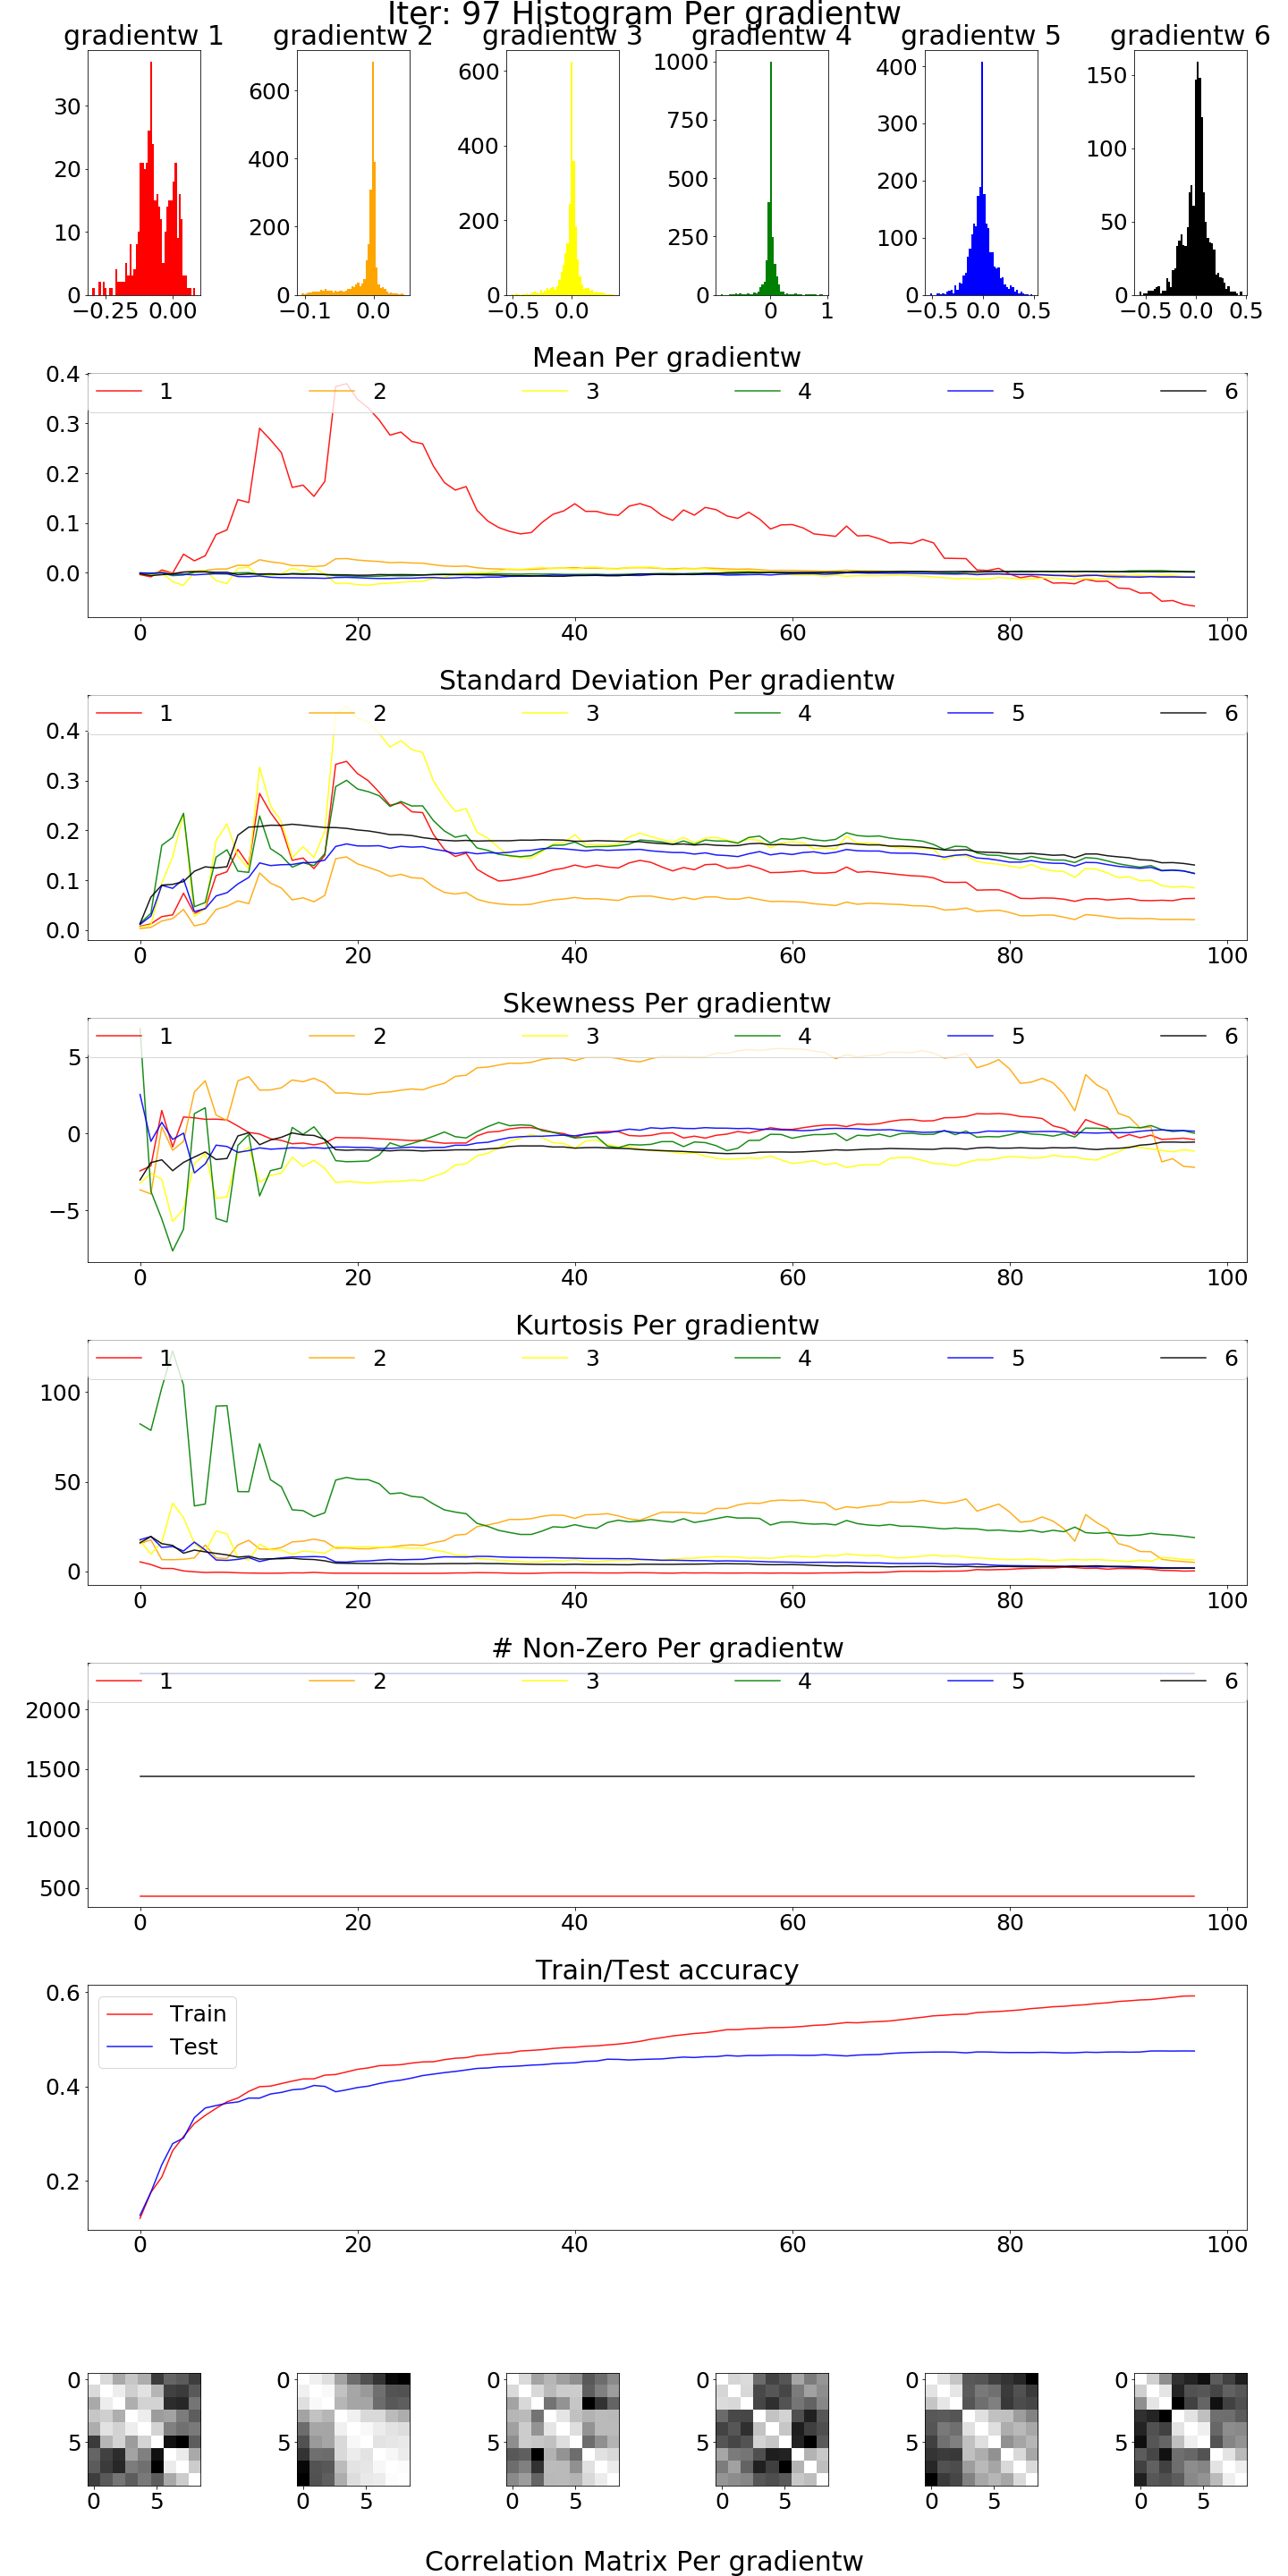 Iter: 97 Histogram Per gradientw
gradientw 1 gradientw 2 gradientw 3 gradientw 4 gradientw 5 gradientw 6
30
20
10
0
−0.25 0.00
600
400
200
0
−0.1 0.0
600
400
200
0
−0.5 0.0
1000
750
500
250
0
0 1
400
300
200
100
0
−0.5 0.0 0.5
150
100
50
0
−0.5 0.0 0.5
Mean Per gradientw
1 2 3 4 5 6
0.4
0.3
0.2
0.1
0.0
0 20 40 60 80 100
Standard Deviation Per gradientw
1 2 3 4 5 6
0.4
0.3
0.2
0.1
0.0
0 20 40 60 80 100
Skewness Per gradientw
1 2 3 4 5 6
5
0
−5
0 20 40 60 80 100
Kurtosis Per gradientw
1 2 3 4 5 6
100
50
0
0 20 40 60 80 100
# Non-Zero Per gradientw
1 2 3 4 5 6
2000
1500
1000
500
0 20 40 60 80 100
Train/Test accuracy
Train
Test
0.6
0.4
0.2
0 20 40 60 80 100
0
5
0 5
0
5
0 5
0
5
0 5
0
5
0 5
0
5
0 5
0
5
0 5
Correlation Matrix Per gradientw